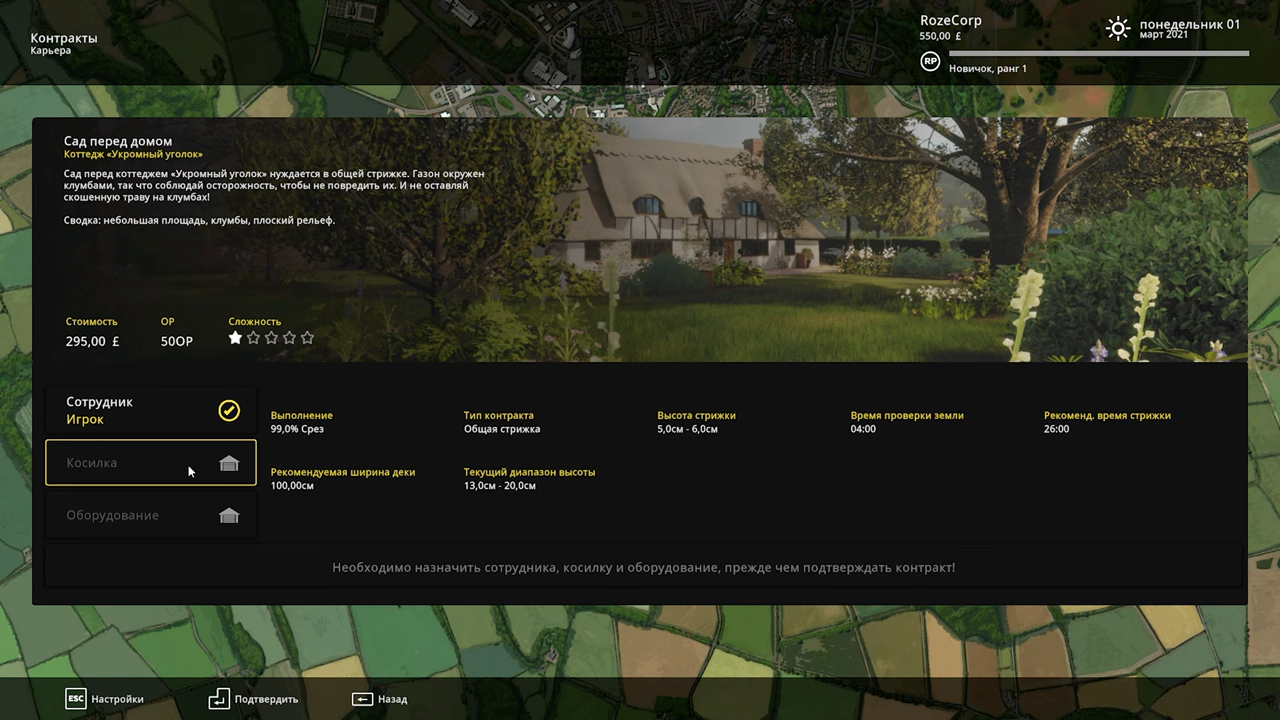 Контракты
Карьера
RozeCorp
550,00 £
понедельник 01
март 2021
RP
Новичок, ранг 1
Сад перед домом
Коттедж «Укромный уголок»
Сад перед коттеджем «Укромный уголок» нуждается в общей стрижке. Газон окружен
клумбами, так что соблюдай осторожность, чтобы не повредить их. И не оставляй
скошенную траву на клумбах!
Сводка: небольшая площадь, клумбы, плоский рельеф.
Стоимость
ОР
Сложность
295,00 £
50ОР
Сотрудник
Игрок
Косилка
Оборудование
Выполнение
99,0% Срез
Тип контракта
Общая стрижка
Высота стрижки
5,0см - 6,0см
Время проверки земли
04:00
Рекоменд. время стрижки
26:00
Рекомендуемая ширина деки
100,00см
Текущий диапазон высоты
13,0см - 20,0см
Необходимо назначить сотрудника, косилку и оборудование, прежде чем подтверждать контракт!
ESC Настройки
Подтвердить
Назад